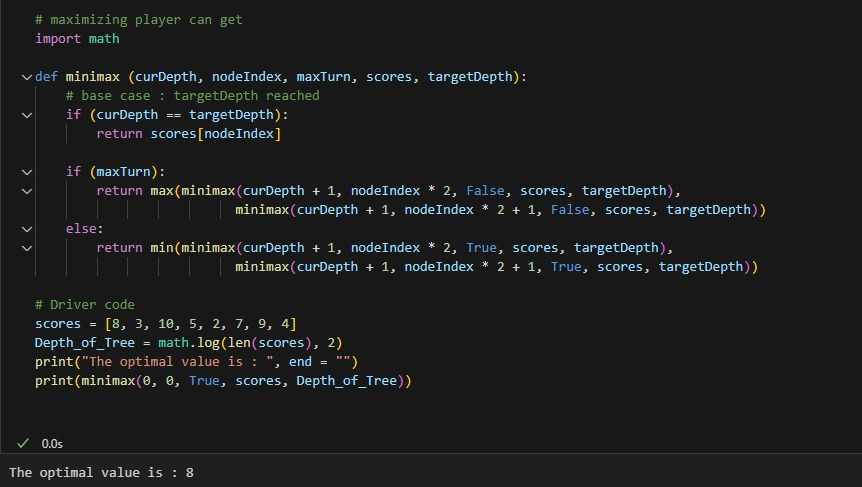 # maximizing player can get
import math
def minimax (curDepth, nodeIndex, maxTurn, scores, targetDepth):
# base case : targetDepth reached
if (curDepth == targetDepth):
return scores[nodeIndex]
if (maxTurn):
return max(minimax(curDepth + 1, nodeIndex * 2, False, scores, targetDepth),
minimax(curDepth + 1, nodeIndex * 2 + 1, False, scores, targetDepth))
else:
return min(minimax(curDepth + 1, nodeIndex * 2, True, scores, targetDepth),
minimax(curDepth + 1, nodeIndex * 2 + 1, True, scores, targetDepth))
# Driver code
scores = [8, 3, 10, 5, 2, 7, 9, 4]
Depth_of_Tree = math.log(len(scores), 2)
print("The optimal value is : ", end = "")
print(minimax(0, 0, True, scores, Depth_of_Tree))
0.0s
The optimal value is : 8